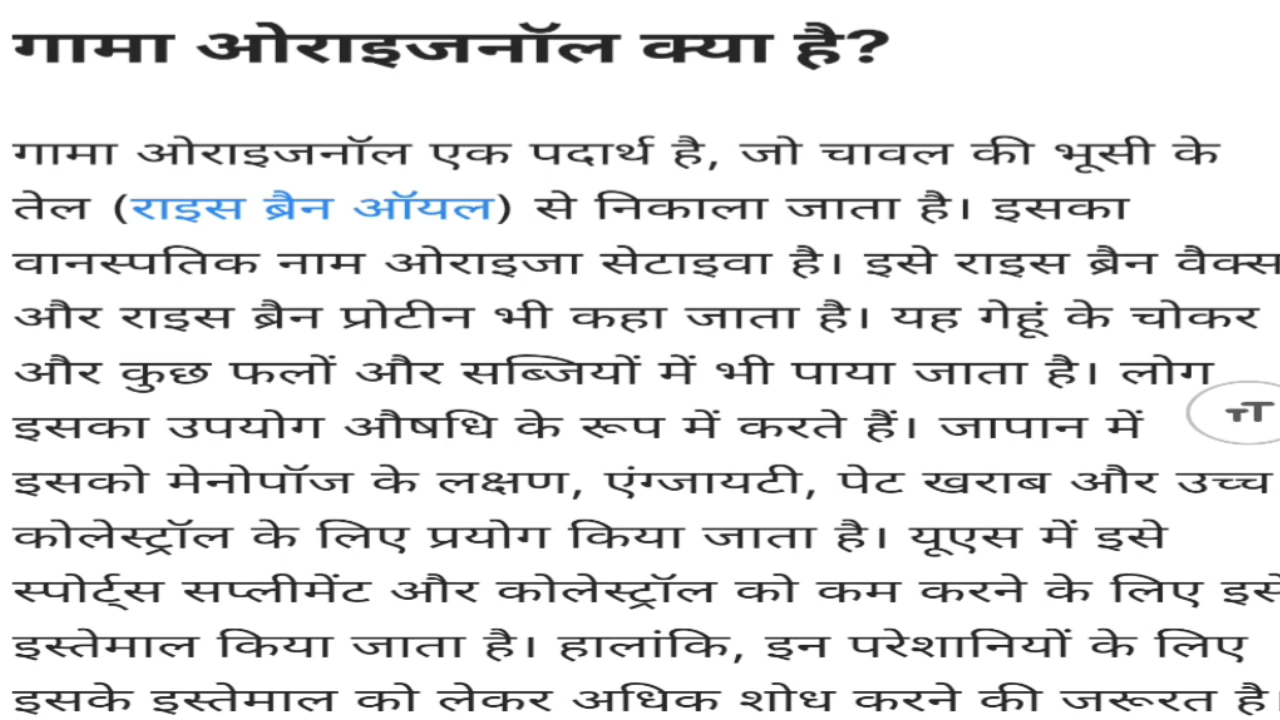 गामा ओराइजनॉल क्या है?
गामा ओराइजनॉल एक पदार्थ है, जो चावल की भूसी के
तेल (राइस ब्रैन ऑयल) से निकाला जाता है। इसका
वानस्पतिक नाम ओराइजा सेटाइवा है। इसे राइस ब्रैन वैक्स
और राइस ब्रैन प्रोटीन भी कहा जाता है। यह गेहूं के चोकर
और कुछ फलों और सब्जियों में भी पाया जाता है। लोग
इसका उपयोग औषधि के रूप में करते हैं। जापान में
इसको मेनोपॉज के लक्षण, एंग्जायटी, पेट खराब और उच्च
कोलेस्ट्रॉल के लिए प्रयोग किया जाता है। यूएस में इसे
स्पोर्ट्स सप्लीमेंट और कोलेस्ट्रॉल को कम करने के लिए इसे
इस्तेमाल किया जाता है। हालांकि, इन परेशानियों के लिए
इसके इस्तेमाल को लेकर अधिक शोध करने की जरूरत है।